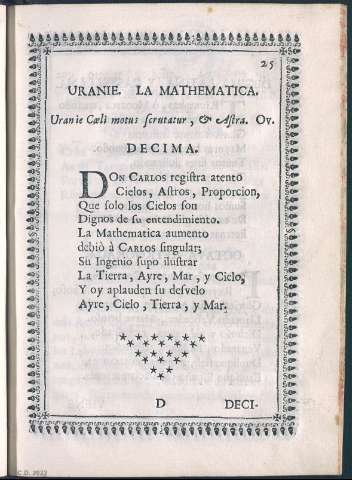 25
URANIE. LA MATHEMATICA.
Uranie Cæli motus scrutatur, & Astra. Ov.
DECIMA.
DON CARLOS registra atento
Cielos, Astros, Proporcion,
Que solo los Cielos son
Dignos de su entendimiento.
La Mathematica aumento
debiò à CARLOS singular;
Su Ingenio supo ilustrar
La Tierra, Ayre, Mar, y Cielo,
Y oy aplauden su desvelo
Ayre, Cielo, Tierra, y Mar.
D DECI-
C.D. 2022